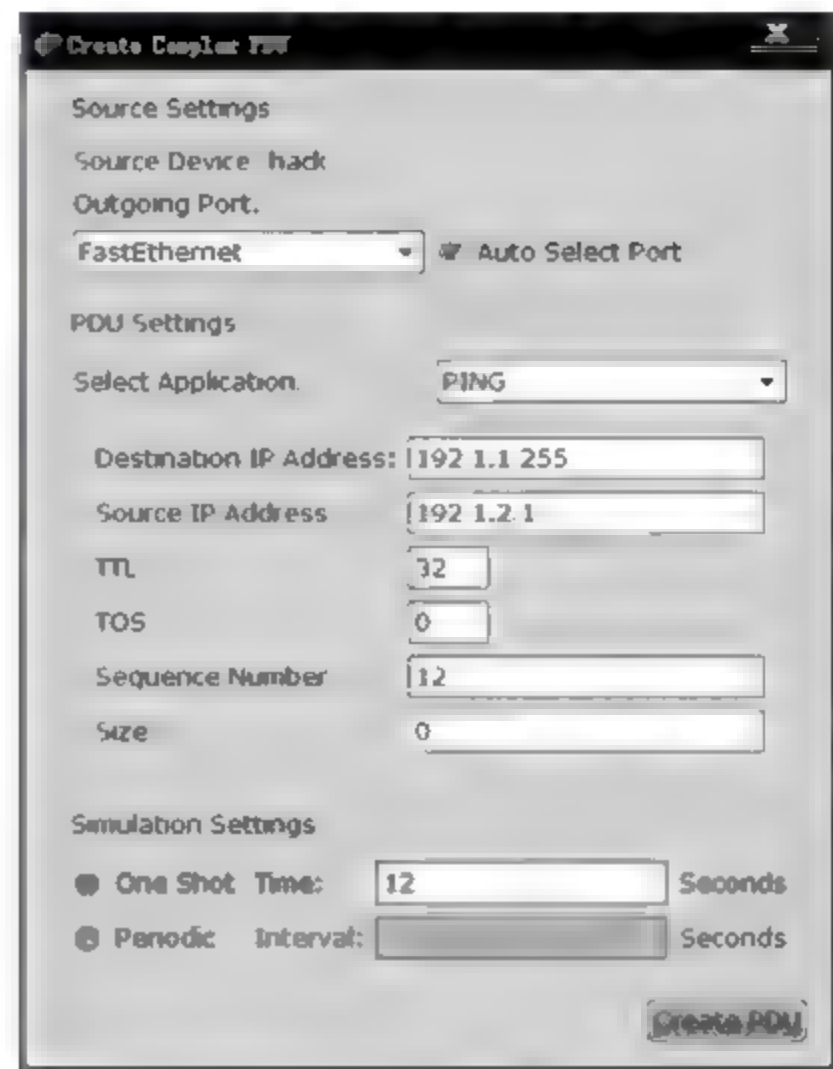 Create Complex PDU
Source Settings
Source Device hack
Outgoing Port.
FastEthernet Auto Select Port
PDU Settings
Select Application. PING
Destination IP Address: 192 1.1 255
Source IP Address 192 1.2 1
TTL 32
TOS 0
Sequence Number 12
Size 0
Simulation Settings
One Shot Time: 12 Seconds
Periodic Interval: Seconds
Create PDU